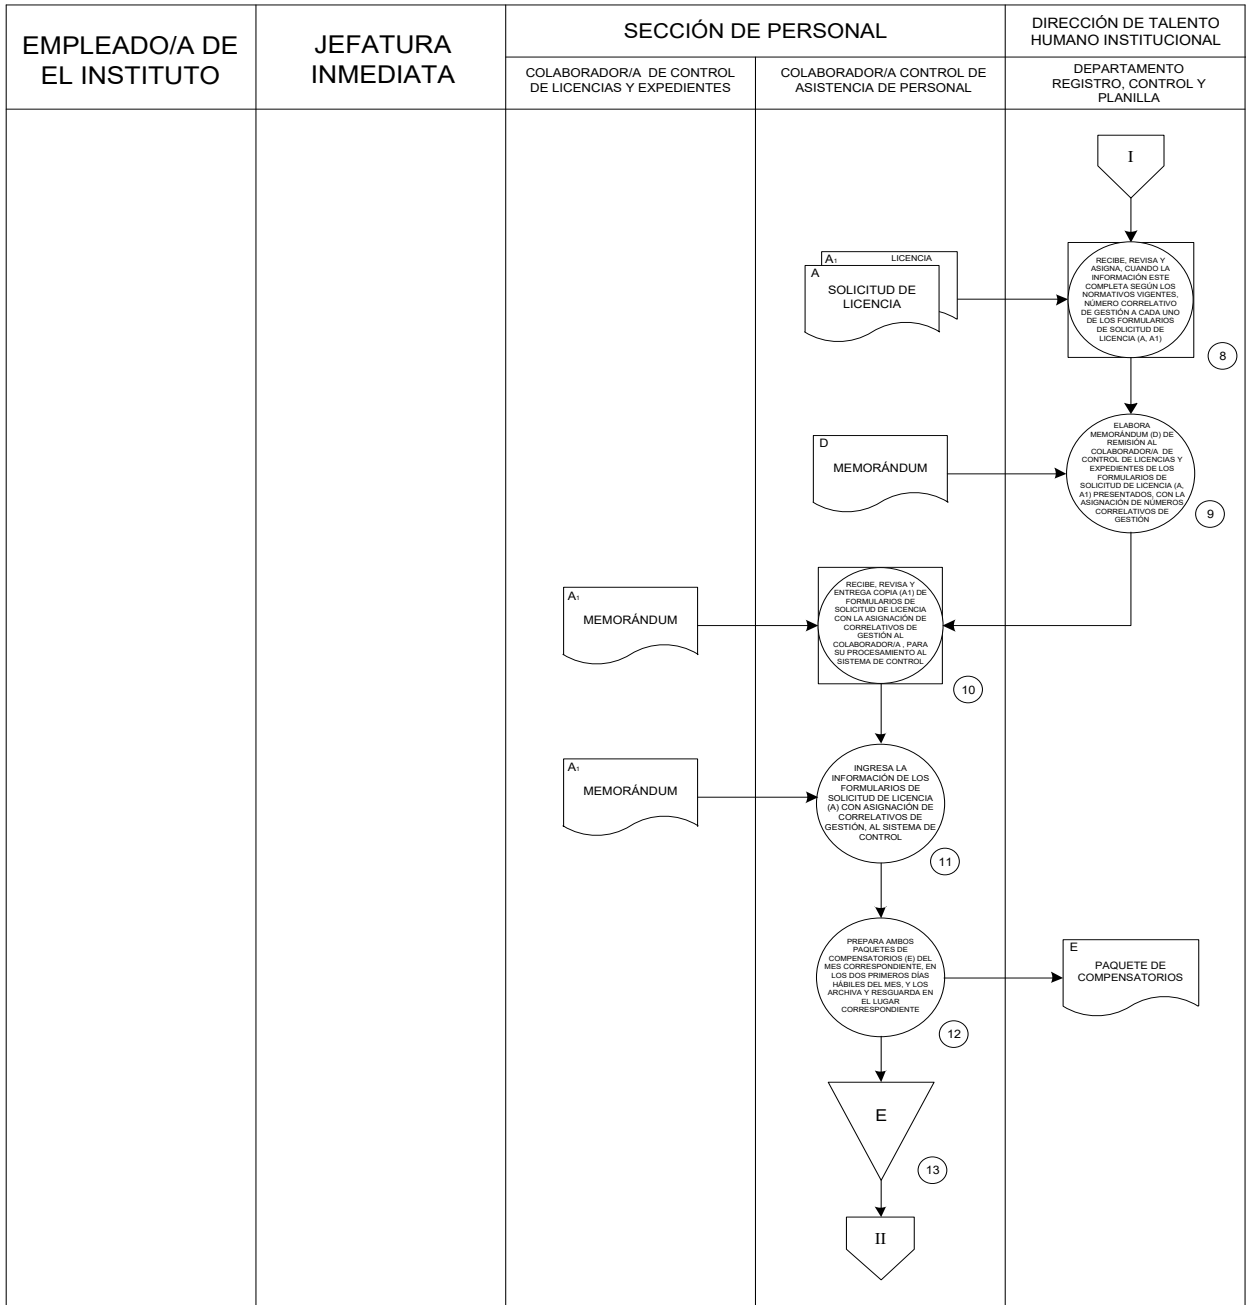 EMPLEADO/A DE
EL INSTITUTO
JEFATURA
INMEDIATA
SECCIÓN DE PERSONAL
COLABORADOR/A DE CONTROL
DE LICENCIAS Y EXPEDIENTES
COLABORADOR/A CONTROL DE
ASISTENCIA DE PERSONAL
DIRECCIÓN DE TALENTO
HUMANO INSTITUCIONAL
DEPARTAMENTO
REGISTRO, CONTROL Y
PLANILLA
I
A1
LICENCIA
A
SOLICITUD DE
LICENCIA
RECIBE, REVISA Y
ASIGNA, CUANDO LA
INFORMACIÓN ESTE
COMPLETA SEGÚN LOS
NORMATIVOS VIGENTES,
NÚMERO CORRELATIVO
DE GESTIÓN A CADA UNO
DE LOS FORMULARIOS
DE SOLICITUD DE
LICENCIA (A, A1)
8
D
MEMORÁNDUM
ELABORA
MEMORÁNDUM (D) DE
REMISIÓN AL
COLABORADOR/A DE
CONTROL DE LICENCIAS Y
EXPEDIENTES DE LOS
FORMULARIOS DE
SOLICITUD DE LICENCIA (A,
A1) PRESENTADOS, CON LA
ASIGNACIÓN DE NÚMEROS
CORRELATIVOS DE
GESTIÓN
9
A1
MEMORÁNDUM
RECIBE, REVISA Y
ENTREGA COPIA (A1) DE
FORMULARIOS DE
SOLICITUD DE LICENCIA
CON LA ASIGNACIÓN DE
CORRELATIVOS DE
GESTIÓN AL
COLABORADOR/A , PARA
SU PROCESAMIENTO AL
SISTEMA DE CONTROL
10
A1
MEMORÁNDUM
INGRESA LA
INFORMACIÓN DE LOS
FORMULARIOS DE
SOLICITUD DE LICENCIA
(A) CON ASIGNACIÓN DE
CORRELATIVOS DE
GESTIÓN, AL SISTEMA DE
CONTROL
11
PREPARA AMBOS
PAQUETES DE
COMPENSATORIOS (E) DEL
MES CORRESPONDIENTE, EN
LOS DOS PRIMEROS DÍAS
HÁBILES DEL MES, Y LOS
ARCHIVA Y RESGUARDA EN
EL LUGAR
CORRESPONDIENTE
12
E
PAQUETE DE
COMPENSATORIOS
E
13
II